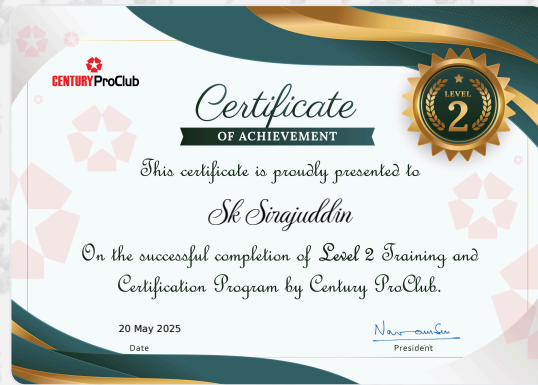 CENTURY ProClub
Certificate
OF ACHIEVEMENT
LEVEL
2
This certificate is proudly presented to
Sk Sirajuddin
On the successful completion of Level 2 Training and
Certification Program by Century ProClub.
20 May 2025
Date
President